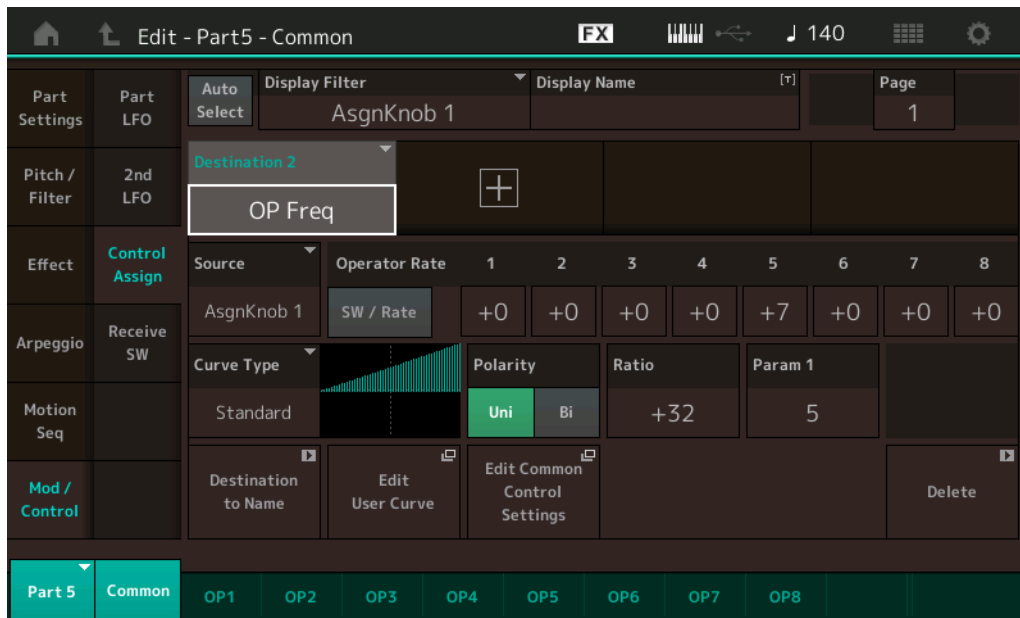 Edit - Part5 - Common
FX
♩ 140
Part
Settings
Part
LFO
Auto
Select
Display Filter
AsgnKnob 1
Display Name
[T]
Page
1
Pitch /
Filter
2nd
LFO
Destination 2
OP Freq
Effect
Control
Assign
Source
AsgnKnob 1
Operator Rate 1 2 3 4 5 6 7 8
SW / Rate +0 +0 +0 +0 +7 +0 +0 +0
Arpeggio
Receive
SW
Curve Type
Standard
Polarity
Uni Bi
Ratio
+32
Param 1
5
Motion
Seq
Mod /
Control
Destination
to Name
Edit
User Curve
Edit Common
Control
Settings
Delete
Part 5 Common OP1 OP2 OP3 OP4 OP5 OP6 OP7 OP8